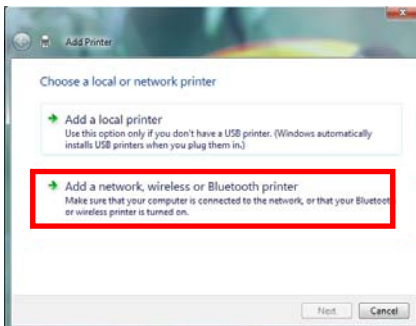 Add Printer
Choose a local or network printer
Add a local printer
Use this option only if you don't have a USB printer. (Windows automatically
installs USB printers when you plug them in.)
Add a network, wireless or Bluetooth printer
Make sure that your computer is connected to the network, or that your Bluetooth
or wireless printer is turned on.
Next Cancel